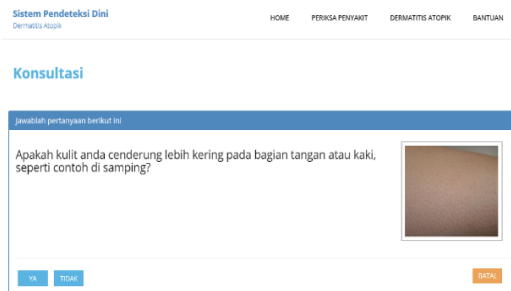 Sistem Pendeteksi Dini
Dermatitis Atopik
HOME PERIKSA PENYAKIT DERMATITIS ATOPIK BANTUAN
Konsultasi
Jawablah pertanyaan berikut ini
Apakah kulit anda cenderung lebih kering pada bagian tangan atau kaki,
seperti contoh di samping?
YA TIDAK BATAL